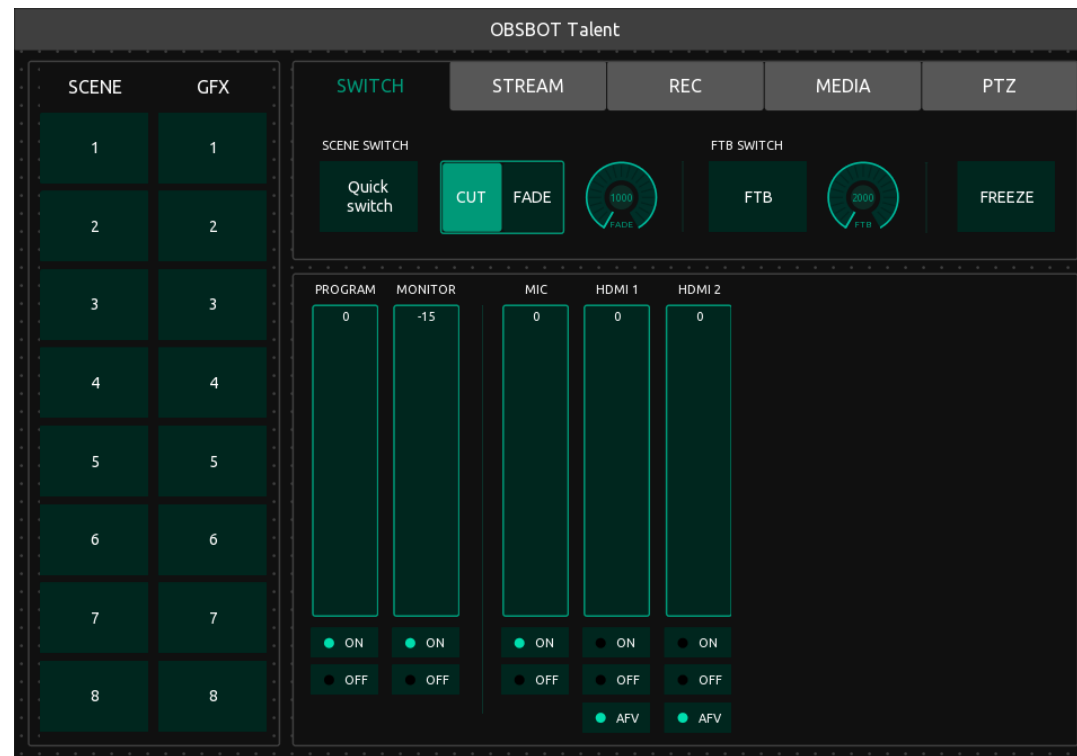 OBSBOT Talent
SCENE GFX
1 1
2 2
3 3
4 4
5 5
6 6
7 7
8 8
SWITCH STREAM REC MEDIA PTZ
SCENE SWITCH FTB SWITCH
Quick
switch
CUT FADE
1000
FADE
FTB
2000
FTB
FREEZE
PROGRAM MONITOR MIC HDMI 1 HDMI 2
0 -15 0 0 0
ON ON ON ON ON
OFF OFF OFF OFF OFF
AFV AFV